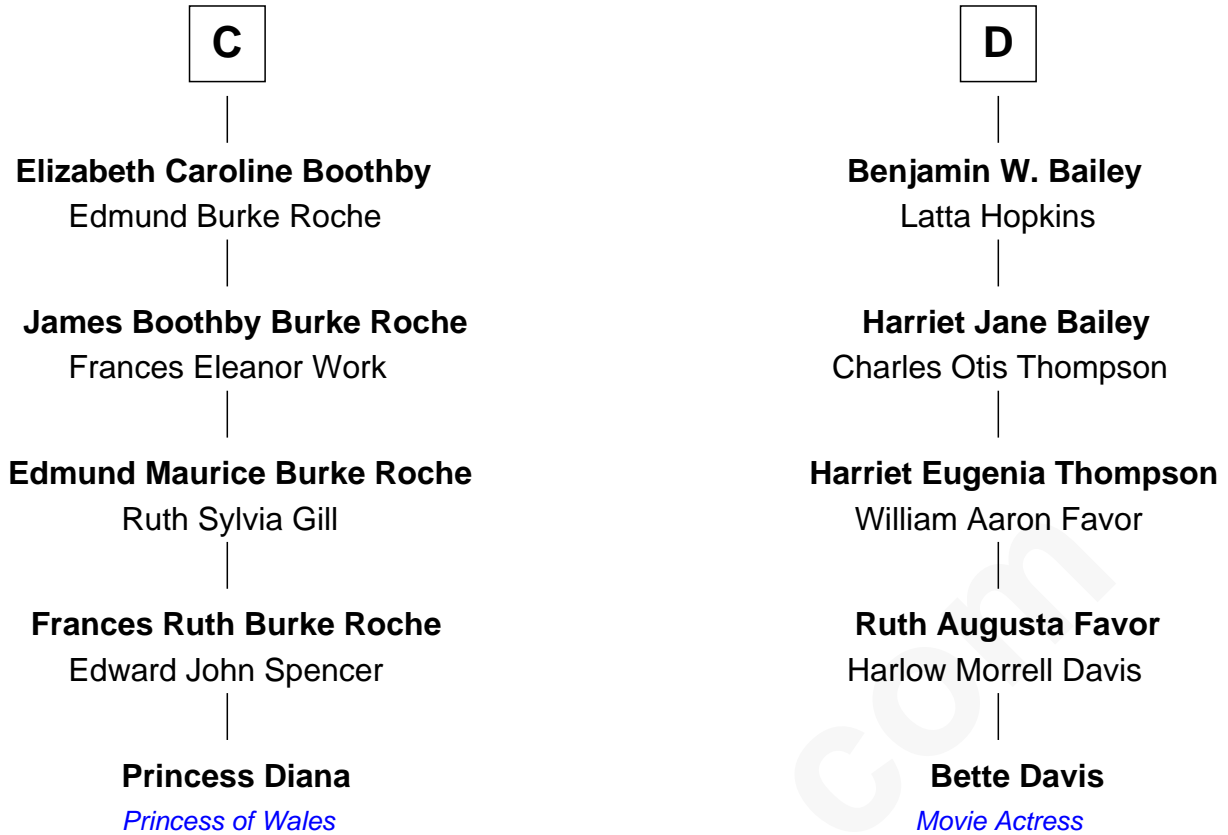 C
Elizabeth Caroline Boothby
Edmund Burke Roche
James Boothby Burke Roche
Frances Eleanor Work
Edmund Maurice Burke Roche
Ruth Sylvia Gill
Frances Ruth Burke Roche
Edward John Spencer
Princess Diana
Princess of Wales
D
Benjamin W. Bailey
Latta Hopkins
Harriet Jane Bailey
Charles Otis Thompson
Harriet Eugenia Thompson
William Aaron Favor
Ruth Augusta Favor
Harlow Morrell Davis
Bette Davis
Movie Actress
com